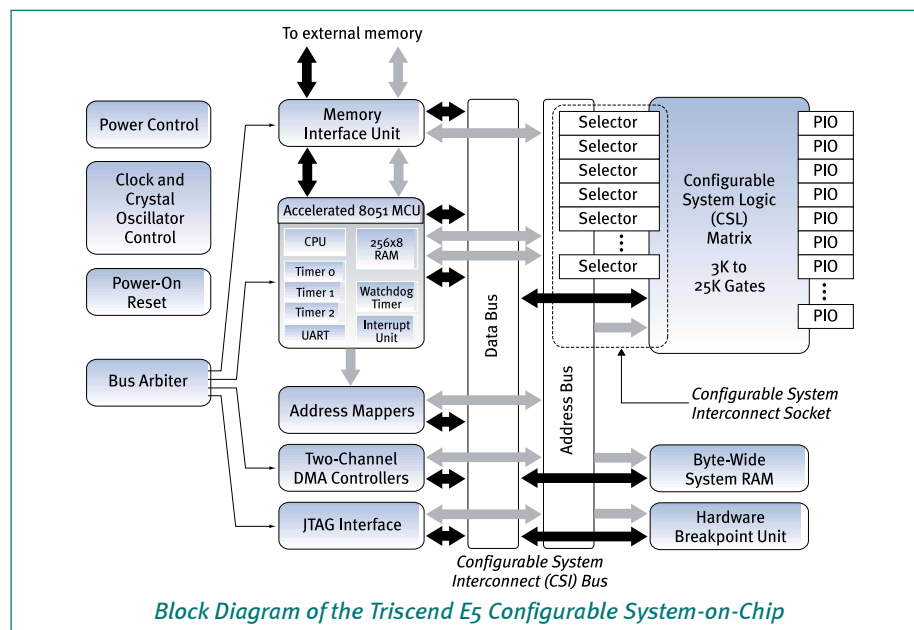 To external memory
Power Control
Clock and
Crystal
Oscillator
Control
Power-On
Reset
Bus Arbiter
Memory
Interface Unit
Accelerated 8051 MCU
CPU
256x8
RAM
Timer 0
Timer 1
Timer 2
UART
Watchdog
Timer
Interrupt
Unit
Address Mappers
Two-Channel
DMA Controllers
JTAG Interface
Data Bus
Address Bus
Selector
Selector
Selector
Selector
Selector
Selector
Configurable
System Logic
(CSL)
Matrix
3K to
25K Gates
PIO
PIO
PIO
PIO
PIO
PIO
PIO
PIO
Configurable System
Interconnect Socket
Byte-Wide
System RAM
Hardware
Breakpoint Unit
Configurable System
Interconnect (CSI) Bus
Block Diagram of the Triscend E5 Configurable System-on-Chip